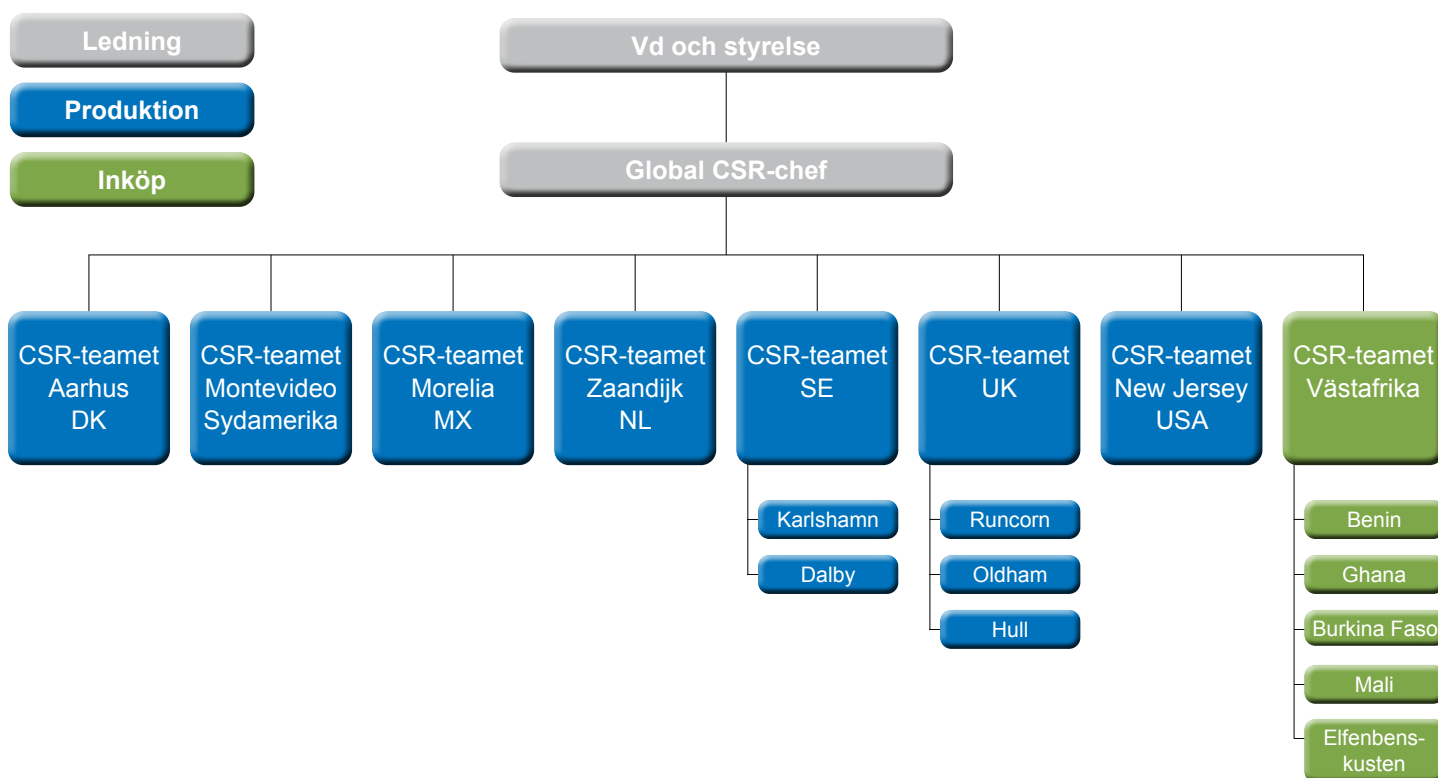 Ledning
Produktion
Inköp
Vd och styrelse
Global CSR-chef
CSR-teamet
Aarhus
DK
CSR-teamet
Montevideo
Sydamerika
CSR-teamet
Morelia
MX
CSR-teamet
Zaandijk
NL
CSR-teamet
SE
CSR-teamet
UK
CSR-teamet
New Jersey
USA
CSR-teamet
Västafrika
Karlshamn
Dalby
Runcorn
Oldham
Hull
Benin
Ghana
Burkina Faso
Mali
Elfenbens-
kusten